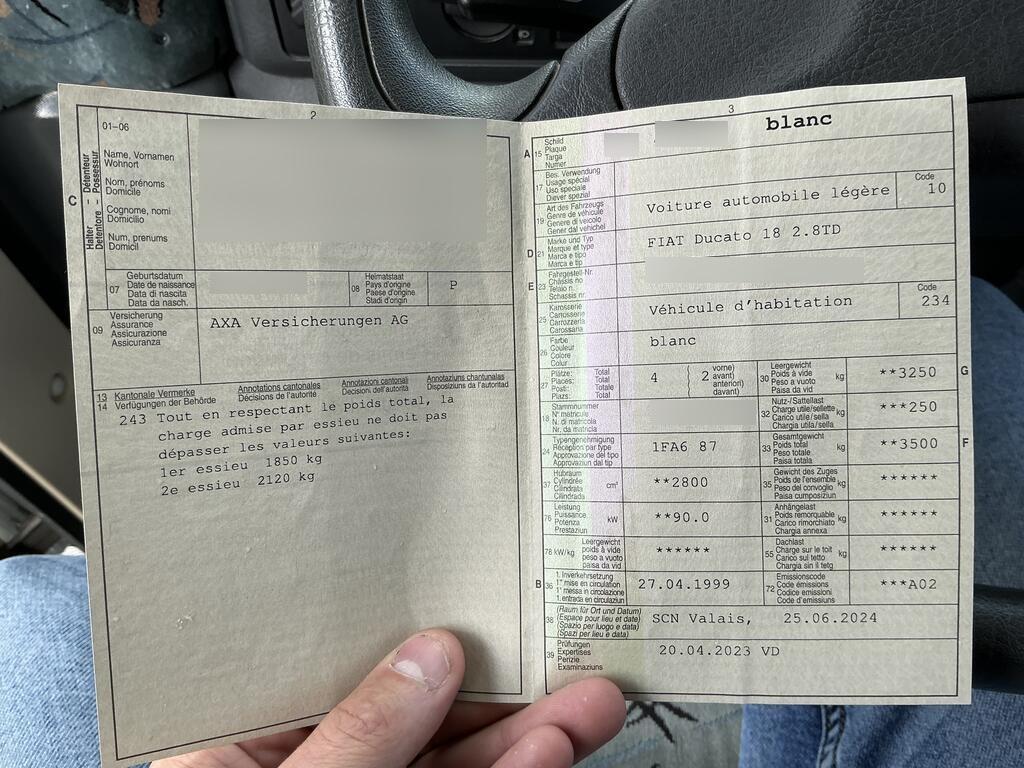 2
01–06
Name, Vornamen
Wohnort
Nom, prénoms
Domicile
Cognome, nomi
Domicilio
Num, prenums
Domicil
C
Halter – Détenteur
Detentore – Possessur
07
Geburtsdatum
Date de naissance
Data di nascita
Data da nasch.
08
Heimatstaat
Pays d'origine
Paese d'origine
Stadi d'origin
P
09
Versicherung
Assurance
Assicurazione
Assicuranza
AXA Versicherungen AG
13
14
Kantonale Vermerke
Verfügungen der Behörde
Annotations cantonales
Décisions de l'autorité
Annotazioni cantonali
Decisioni dell'autorità
Annotaziuns chantunalas
Disposiziuns da l'autoritad
243 Tout en respectant le poids total, la
charge admise par essieu ne doit pas
dépasser les valeurs suivantes:
1er essieu 1850 kg
2e essieu 2120 kg
3
A
15
Schild
Plaque
Targa
Numer
blanc
17
Bes. Verwendung
Usage spécial
Uso speciale
Diever spezial
19
Art des Fahrzeugs
Genre de véhicule
Genere di veicolo
Gener dal vehichel
Voiture automobile légère
Code
10
D
21
Marke und Typ
Marque et type
Marca e tipo
Marca e tip
FIAT Ducato 18 2.8TD
E
23
Fahrgestell-Nr.
Châssis no
Telaio n.
Schassis nr.
25
Karosserie
Carrosserie
Carrozzeria
Carossaria
Véhicule d'habitation
Code
234
26
Farbe
Couleur
Colore
Colur
blanc
27
Plätze: Total
Places: Total
Posti: Totale
Plazs: Total
4
2
vorne)
avant)
anteriori)
davant)
30
Leergewicht
Poids à vide
Peso a vuoto
Paisa da vid
kg
**3250
G
18
Stammnummer
N° matricule
N. di matricola
Nr. da matricla
32
Nutz-/Sattellast
Charge utile/sellette
Carico utile/sella
Chargia utila/sella
kg
***250
24
Typengenehmigung
Réception par type
Approvazione del tipo
Approvaziun dal tip
1FA6 87
33
Gesamtgewicht
Poids total
Peso totale
Paisa totala
kg
**3500
F
37
Hubraum
Cylindrée
Cilindrata
Cilindrada
cm³
**2800
35
Gewicht des Zuges
Poids de l'ensemble
Peso del convoglio
Paisa cumposiziun
kg
******
76
Leistung
Puissance
Potenza
Prestaziun
kW
**90.0
31
Anhängelast
Poids remorquable
Carico rimorchiato
Chargia annexa
kg
******
78 kW/kg
Leergewicht
poids à vide
peso a vuoto
paisa da vid
******
55
Dachlast
Charge sur le toit
Carico sul tetto
Chargia sin il tetg
kg
******
B
36
1. Inverkehrsetzung
1re mise en circulation
1a messa in circolazione
1. entrada en circulaziun
27.04.1999
72
Emissionscode
Code émissions
Codice emissioni
Code d'emissiuns
***A02
38
(Raum für Ort und Datum)
(Espace pour lieu et date)
(Spazio per luogo e data)
(Spazi per lieu e data)
SCN Valais, 25.06.2024
39
Prüfungen
Expertises
Perizie
Examinaziuns
20.04.2023 VD